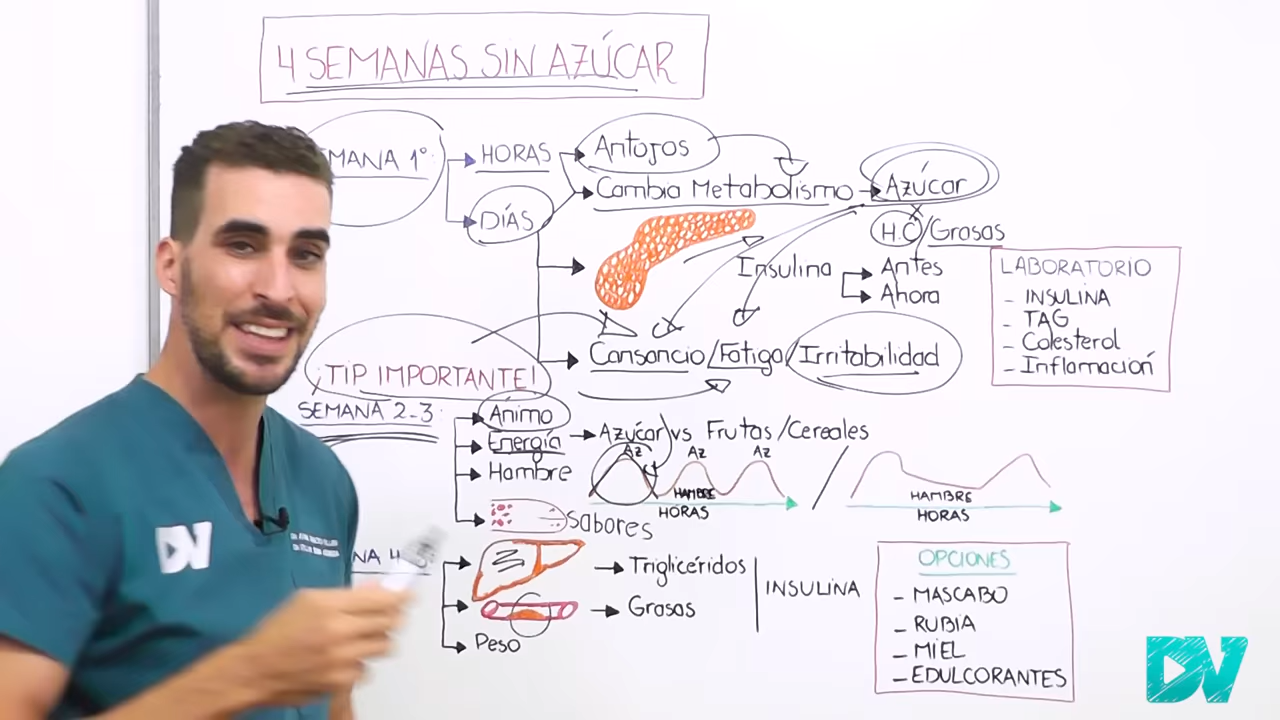 4 SEMANAS SIN AZÚCAR
MANA 1º:
HORAS
DÍAS
Antojos
Cambia Metabolismo
Azúcar
H.C/Grasas
Insulina
Antes
Ahora
LABORATORIO
- INSULINA
- TAG
- Colesterol
- Inflamación
Cansancio/Fatiga/Irritabilidad
¡TIP IMPORTANTE!
SEMANA 2-3:
Ánimo
Energía
Hambre
Sabores
Azúcar vs Frutas/Cereales
AZ AZ AZ
HAMBRE
HORAS
HAMBRE
HORAS
NA 4
Triglicéridos
Grasas
Peso
INSULINA
OPCIONES
- MASCABO
- RUBIA
- MIEL
- EDULCORANTES
DV
DV